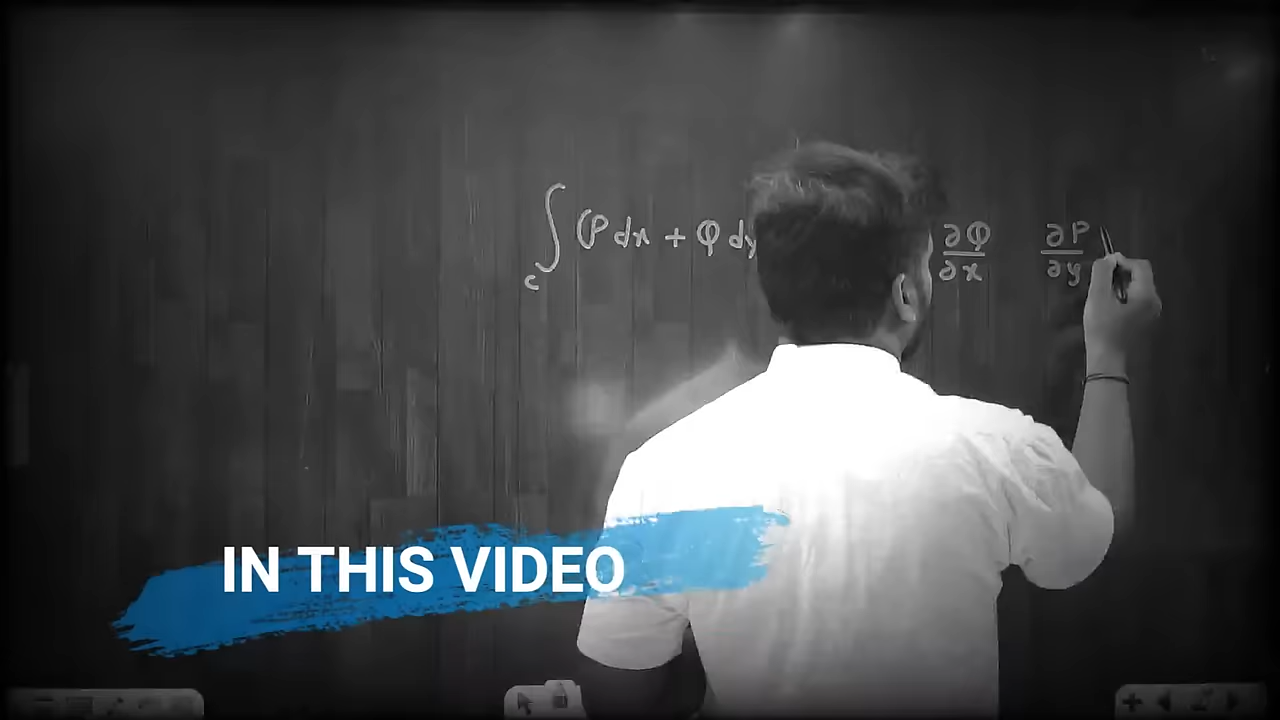 ∫ (P dx + Q dy ∂Q/∂x ∂P/∂y
c
IN THIS VIDEO